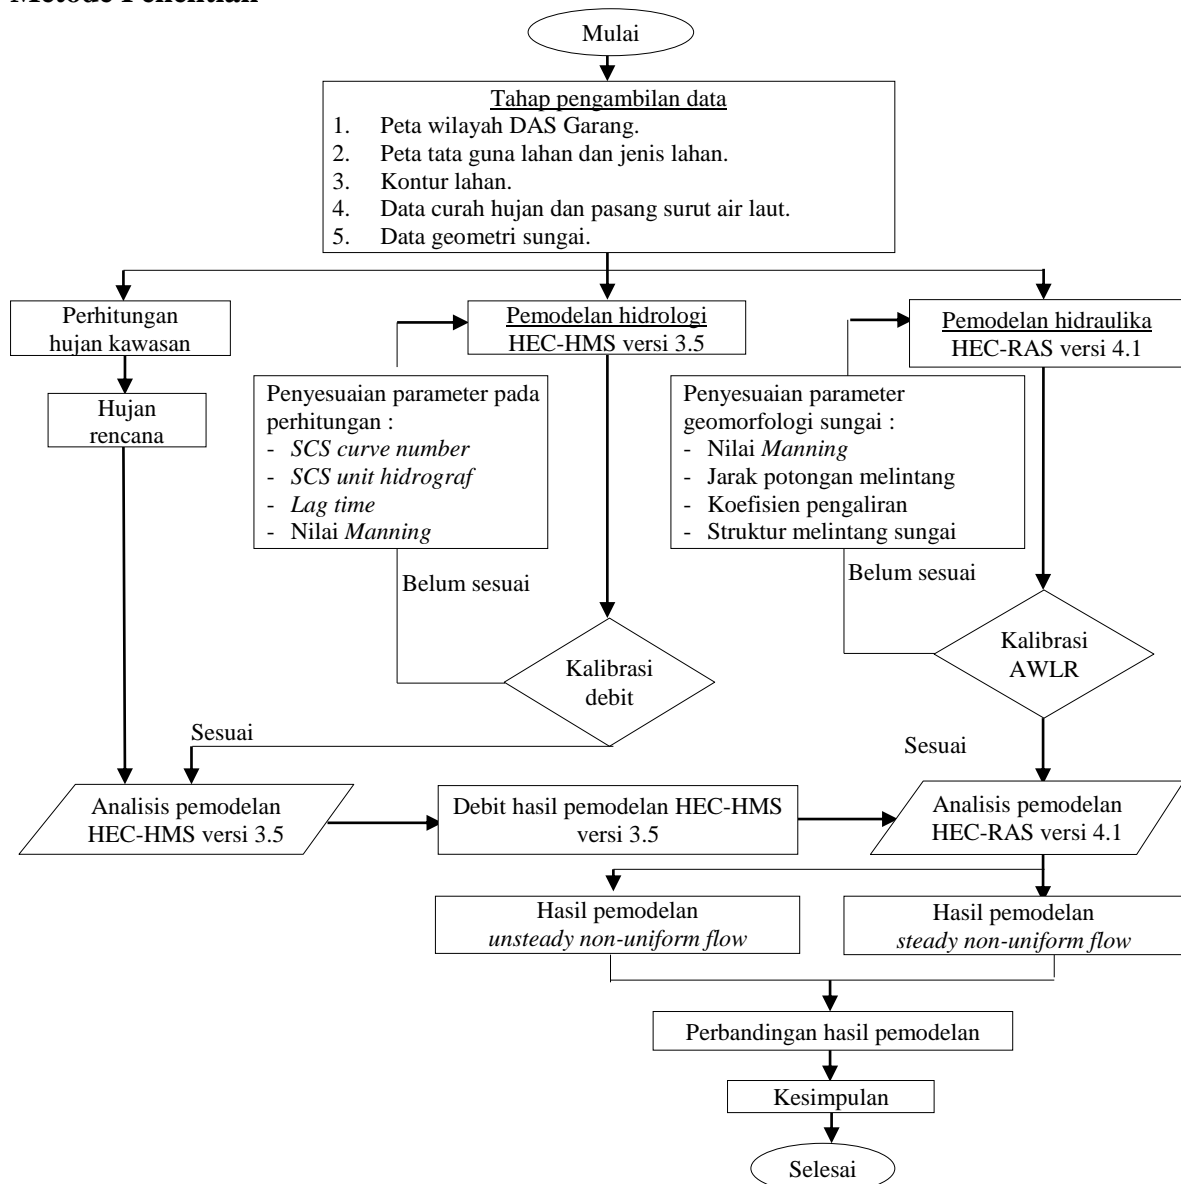 Metode Penelitian
Mulai
Tahap pengambilan data
1. Peta wilayah DAS Garang.
2. Peta tata guna lahan dan jenis lahan.
3. Kontur lahan.
4. Data curah hujan dan pasang surut air laut.
5. Data geometri sungai.
Perhitungan
hujan kawasan
Hujan
rencana
Pemodelan hidrologi
HEC-HMS versi 3.5
Penyesuaian parameter pada
perhitungan :
- SCS curve number
- SCS unit hidrograf
- Lag time
- Nilai Manning
Belum sesuai
Kalibrasi
debit
Sesuai
Pemodelan hidraulika
HEC-RAS versi 4.1
Penyesuaian parameter
geomorfologi sungai :
- Nilai Manning
- Jarak potongan melintang
- Koefisien pengaliran
- Struktur melintang sungai
Belum sesuai
Kalibrasi
AWLR
Sesuai
Analisis pemodelan
HEC-HMS versi 3.5
Debit hasil pemodelan HEC-HMS
versi 3.5
Analisis pemodelan
HEC-RAS versi 4.1
Hasil pemodelan
unsteady non-uniform flow
Hasil pemodelan
steady non-uniform flow
Perbandingan hasil pemodelan
Kesimpulan
Selesai